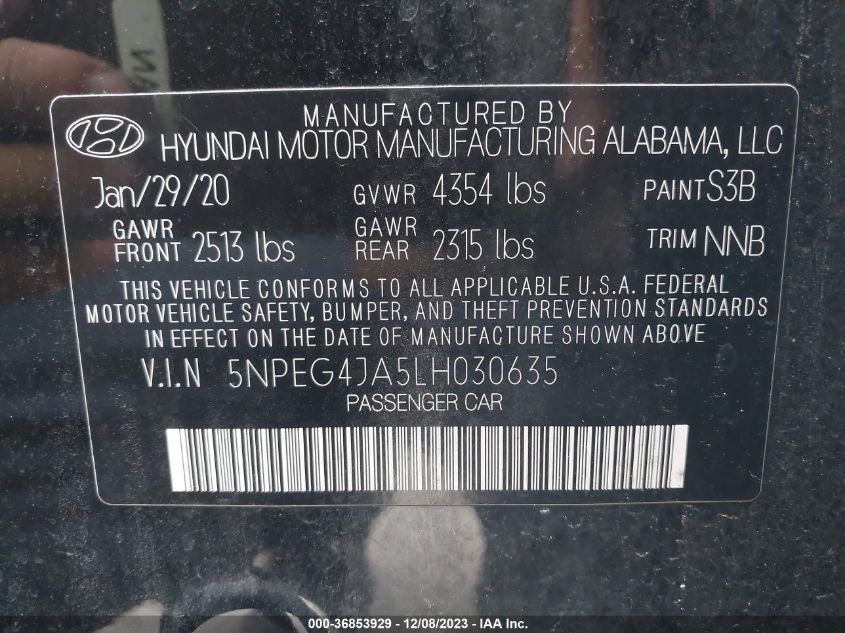 MANUFACTURED BY
HYUNDAI MOTOR MANUFACTURING ALABAMA, LLC
Jan/29/20 GVWR 4354 lbs PAINT S3B
GAWR FRONT 2513 lbs GAWR REAR 2315 lbs TRIM NNB
THIS VEHICLE CONFORMS TO ALL APPLICABLE U.S.A. FEDERAL
MOTOR VEHICLE SAFETY, BUMPER, AND THEFT PREVENTION STANDARDS
IN EFFECT ON THE DATE OF MANUFACTURE SHOWN ABOVE
V.I.N 5NPEG4JA5LH030635
PASSENGER CAR
000-36853929 - 12/08/2023 - IAA Inc.